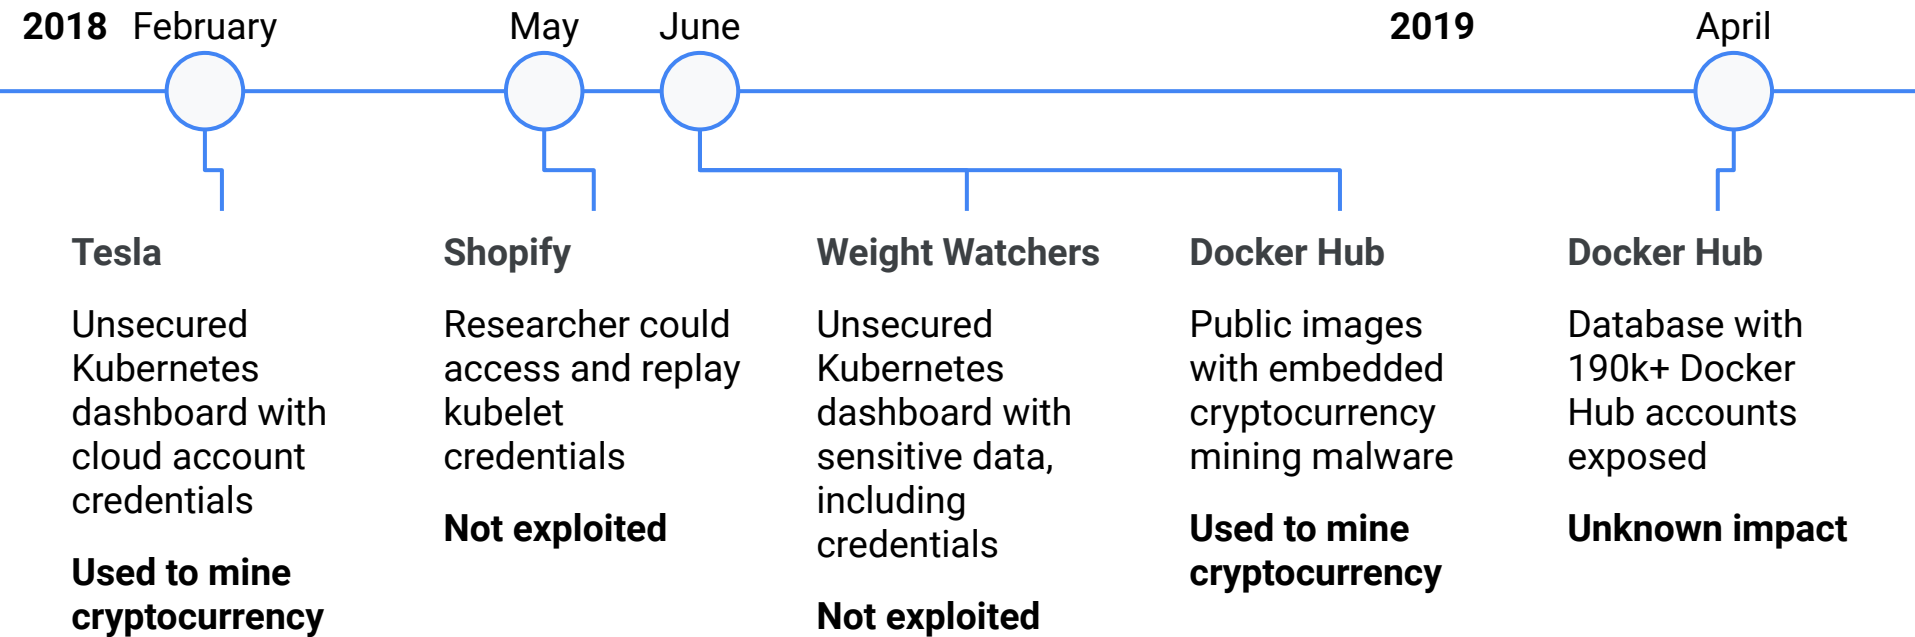 2018 February May June 2019 April
Tesla
Unsecured
Kubernetes
dashboard with
cloud account
credentials
Used to mine
cryptocurrency
Shopify
Researcher could
access and replay
kubelet
credentials
Not exploited
Weight Watchers
Unsecured
Kubernetes
dashboard with
sensitive data,
including
credentials
Not exploited
Docker Hub
Public images
with embedded
cryptocurrency
mining malware
Used to mine
cryptocurrency
Docker Hub
Database with
190k+ Docker
Hub accounts
exposed
Unknown impact